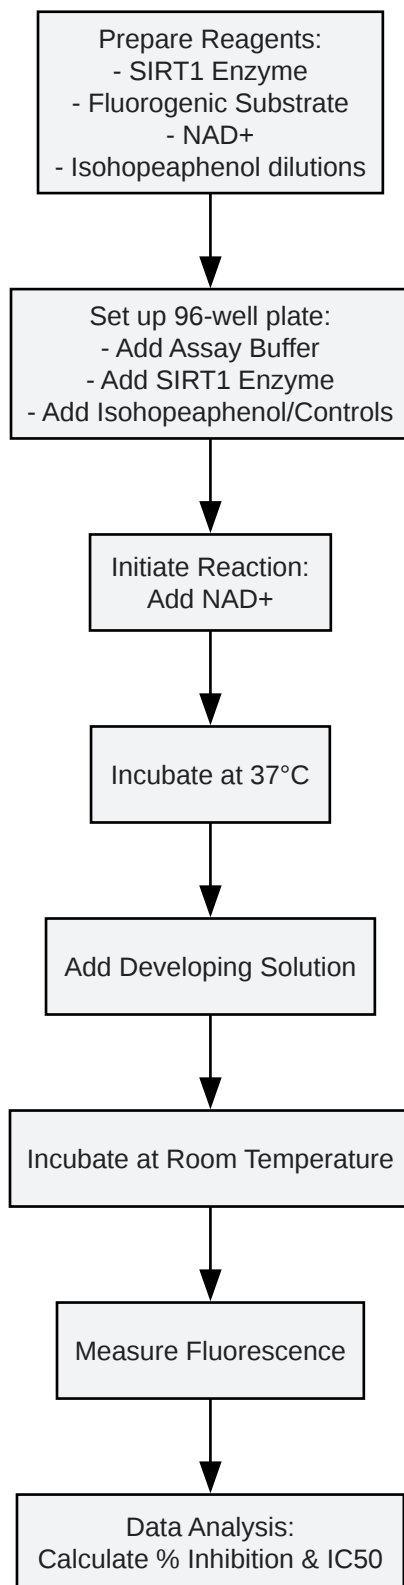 Prepare Reagents:
- SIRT1 Enzyme
- Fluorogenic Substrate
- NAD+
- Isohopeaphenol dilutions
Set up 96-well plate:
- Add Assay Buffer
- Add SIRT1 Enzyme
- Add Isohopeaphenol/Controls
Initiate Reaction:
Add NAD+
Incubate at 37°C
Add Developing Solution
Incubate at Room Temperature
Measure Fluorescence
Data Analysis:
Calculate % Inhibition & IC50